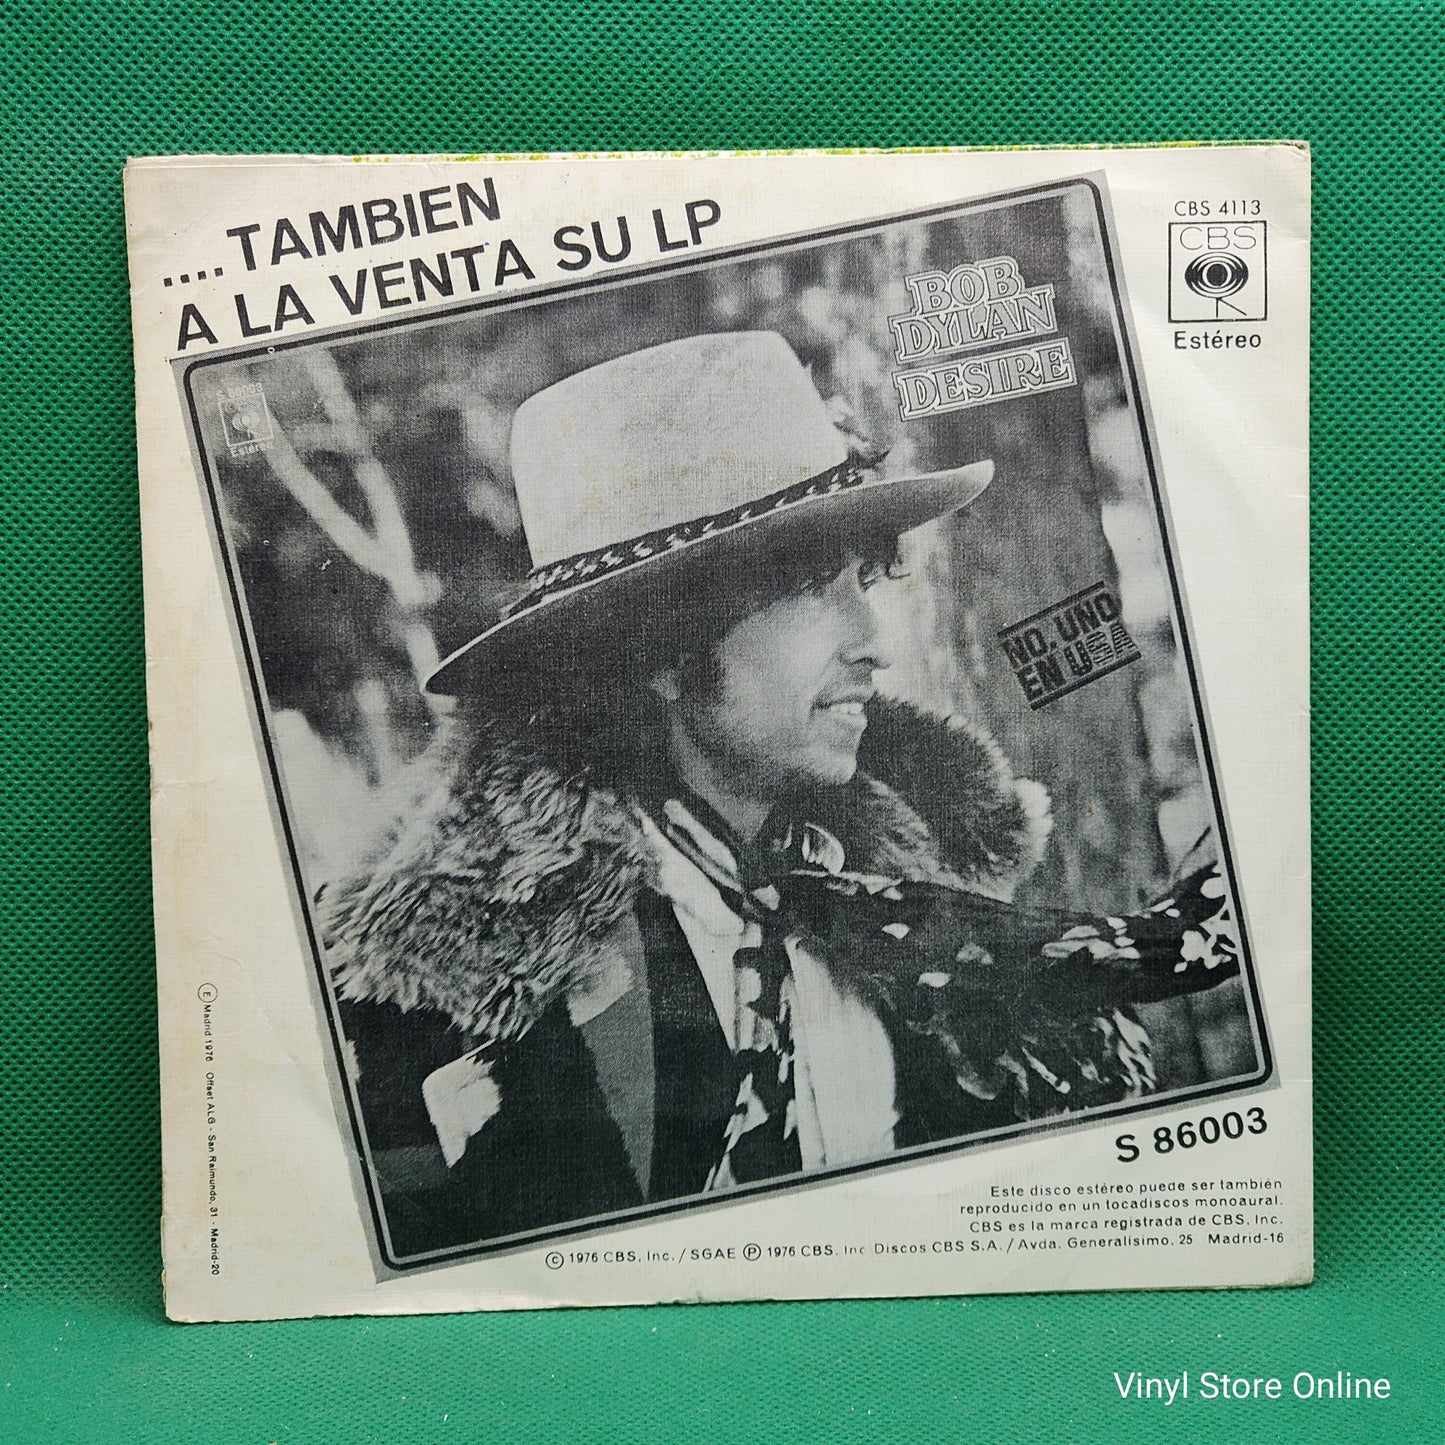 ....TAMBIEN
A LA VENTA SU LP
CBS 4113
CBS
Estéreo
S 86003
Estéreo
BOB
DYLAN
DESIRE
NO. UNO
EN USA
S 86003
Este disco estéreo puede ser también
reproducido en un tocadiscos monoaural.
CBS es la marca registrada de CBS, Inc.
© 1976 CBS, Inc. / SGAE Ⓟ 1976 CBS, Inc Discos CBS S.A. / Avda. Generalísimo, 25 Madrid-16
Ⓔ Madrid 1976 Offset ALG - San Raimundo, 31 - Madrid-20
Vinyl Store Online